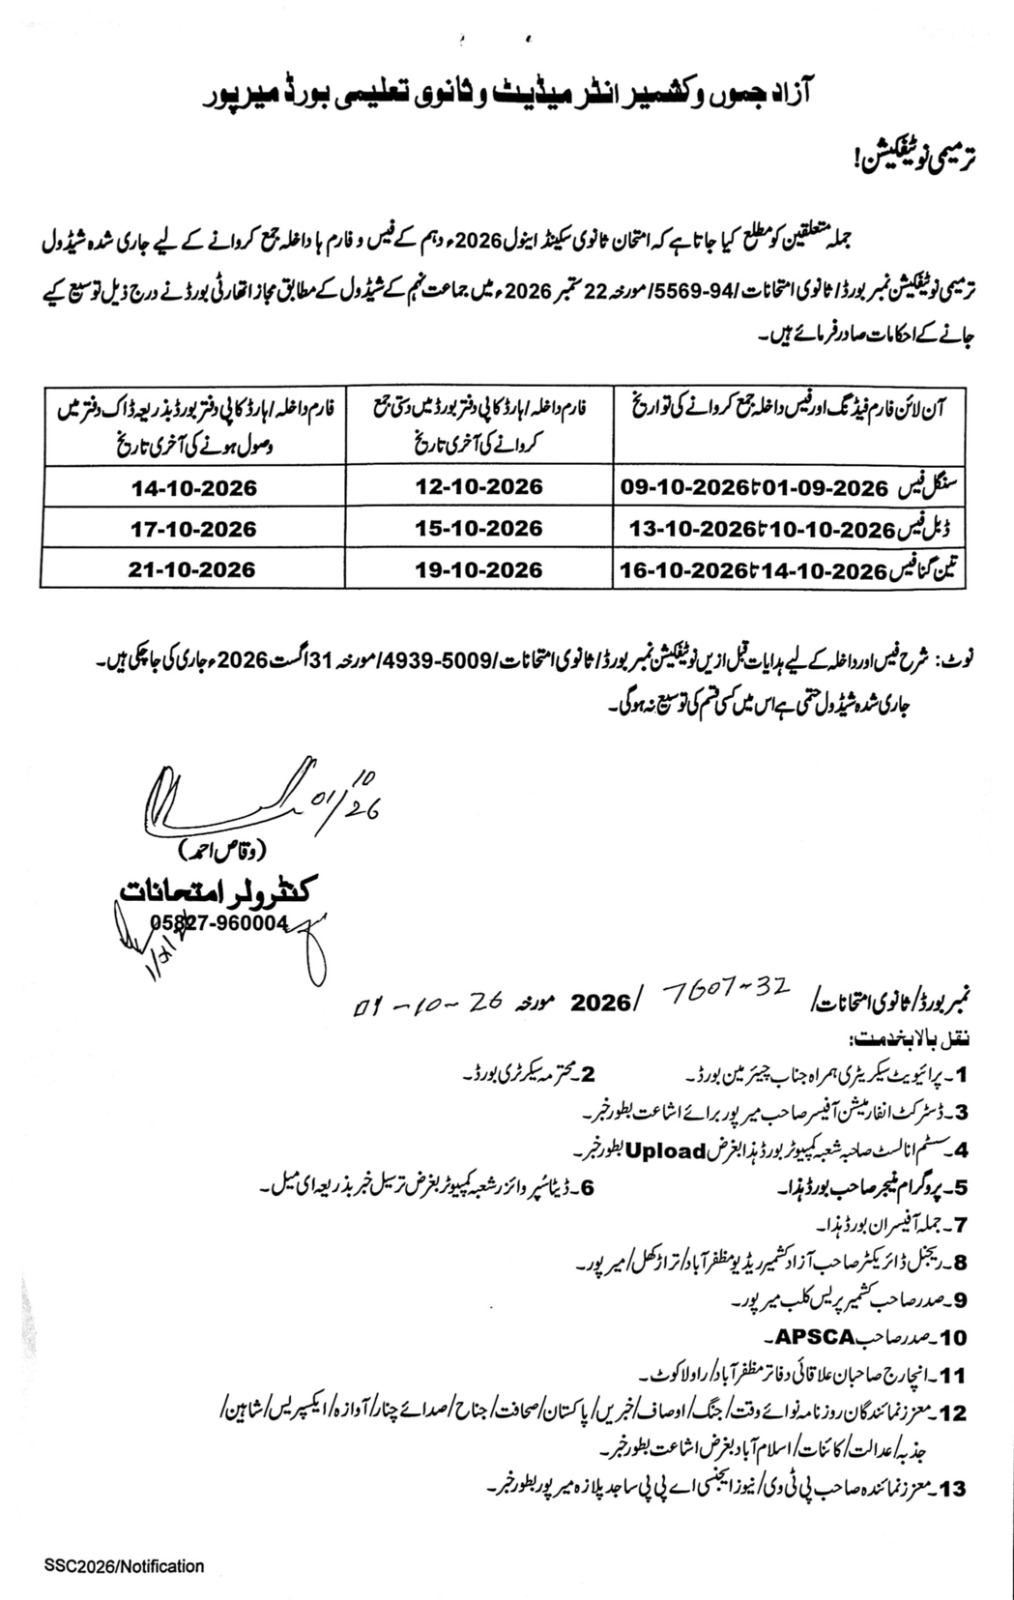 آزاد جموں و کشمیر انٹرمیڈیٹ و ثانوی تعلیمی بورڈ میرپور
ترمیمی نوٹیفکیشن!
جملہ متعلقین کو مطلع کیا جاتا ہے کہ امتحان ثانوی سیکنڈ اینول 2026ء دہم کے فیس و فارم ہا داخلہ جمع کروانے کے لیے جاری شدہ شیڈول
ترمیمی نوٹیفکیشن نمبر بورڈ/ثانوی امتحانات/94-5569/مورخہ 22 ستمبر 2026ء میں جماعت نہم کے شیڈول کے مطابق مجاز اتھارٹی بورڈ نے درج ذیل توسیع کیے
جانے کے احکامات صادر فرمائے ہیں۔
آن لائن فارم فیڈنگ اور فیس داخلہ جمع کروانے کی تواریخ
فارم داخلہ/ہارڈ کاپی دفتر بورڈ میں دستی جمع
کروانے کی آخری تاریخ
فارم داخلہ/ہارڈ کاپی دفتر بورڈ بذریعہ ڈاک دفتر میں
وصول ہونے کی آخری تاریخ
سنگل فیس 01-09-2026 تا 09-10-2026 12-10-2026 14-10-2026
ڈبل فیس 10-10-2026 تا 13-10-2026 15-10-2026 17-10-2026
تین گنا فیس 14-10-2026 تا 16-10-2026 19-10-2026 21-10-2026
نوٹ: شرح فیس اور داخلہ کے لیے ہدایات قبل ازیں نوٹیفکیشن نمبر بورڈ/ثانوی امتحانات/5009-4939/مورخہ 31 اگست 2026ء جاری کی جا چکی ہیں۔
جاری شدہ شیڈول حتمی ہے اس میں کسی قسم کی توسیع نہ ہوگی۔
01/10/26
(وقاص احمد)
کنٹرولر امتحانات
05827-960004
نمبر بورڈ/ثانوی امتحانات/ 7607-32 /2026 مورخہ 01-10-26
نقل بالا بخدمت:
1۔ پرائیویٹ سیکریٹری ہمراہ جناب چیئرمین بورڈ۔ 2۔ محترمہ سیکرٹری بورڈ۔
3۔ ڈسٹرکٹ انفارمیشن آفیسر صاحب میرپور برائے اشاعت بطور خبر۔
4۔ سسٹم انالسٹ صاحبہ شعبہ کمپیوٹر بورڈ ہذا بغرض Upload بطور خبر۔
5۔ پروگرام منیجر صاحب بورڈ ہذا۔ 6۔ ڈیٹا سپروائزر شعبہ کمپیوٹر بغرض ترسیل خبر بذریعہ ای میل۔
7۔ جملہ آفیسران بورڈ ہذا۔
8۔ ریجنل ڈائریکٹر صاحب آزاد کشمیر ریڈیو مظفرآباد/تراڑکھل/میرپور۔
9۔ صدر صاحب کشمیر پریس کلب میرپور۔
10۔ صدر صاحب APSCA۔
11۔ انچارج صاحبان علاقائی دفاتر مظفرآباد/راولاکوٹ۔
12۔ معزز نمائندگان روزنامہ نوائے وقت/جنگ/اوصاف/خبریں/پاکستان/صحافت/جناح/صدائے چنار/آوازہ/ایکسپریس/شاہین/
جذبہ/عدالت/کائنات/اسلام آباد بغرض اشاعت بطور خبر۔
13۔ معزز نمائندہ صاحب پی ٹی وی/نیوز ایجنسی اے پی پی ساجد پلازہ میرپور بطور خبر۔
SSC2026/Notification